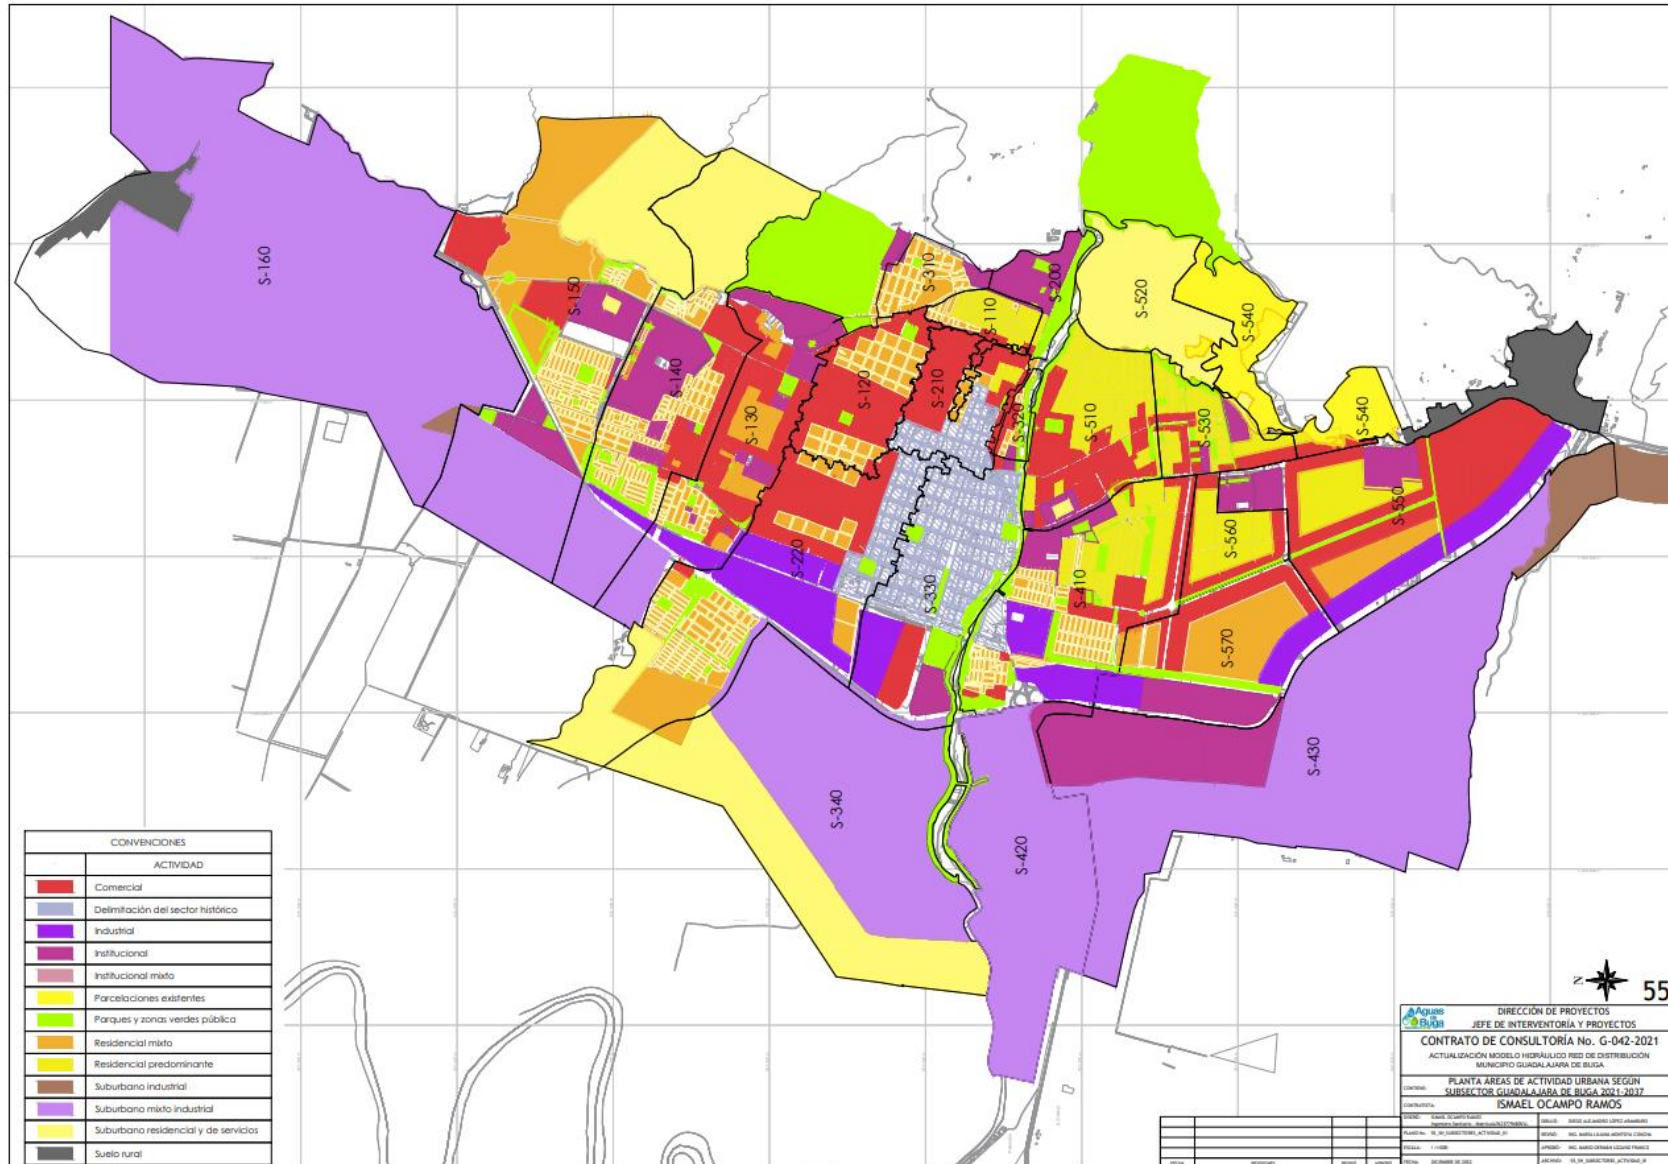 S-160
S-150
S-140
S-130
S-120
S-210
S-310
S-110
S-200
S-320
S-520
S-540
S-540
S-510
S-530
S-550
S-560
S-220
S-330
S-410
S-570
S-340
S-420
S-430
CONVENCIONES
ACTIVIDAD
Comercial
Delimitación del sector histórico
Industrial
Institucional
Institucional mixto
Parcelaciones existentes
Parques y zonas verdes pública
Residencial mixto
Residencial predominante
Suburbano industrial
Suburbano mixto industrial
Suburbano residencial y de servicios
Suelo rural
N
55
Aguas de Buga
DIRECCIÓN DE PROYECTOS
JEFE DE INTERVENTORÍA Y PROYECTOS
CONTRATO DE CONSULTORÍA No. G-042-2021
ACTUALIZACIÓN MODELO HIDRÁULICO RED DE DISTRIBUCIÓN
MUNICIPIO GUADALAJARA DE BUGA
PLANTA ÁREAS DE ACTIVIDAD URBANA SEGÚN
SUBSECTOR GUADALAJARA DE BUGA 2021-2037
ISMAEL OCAMPO RAMOS